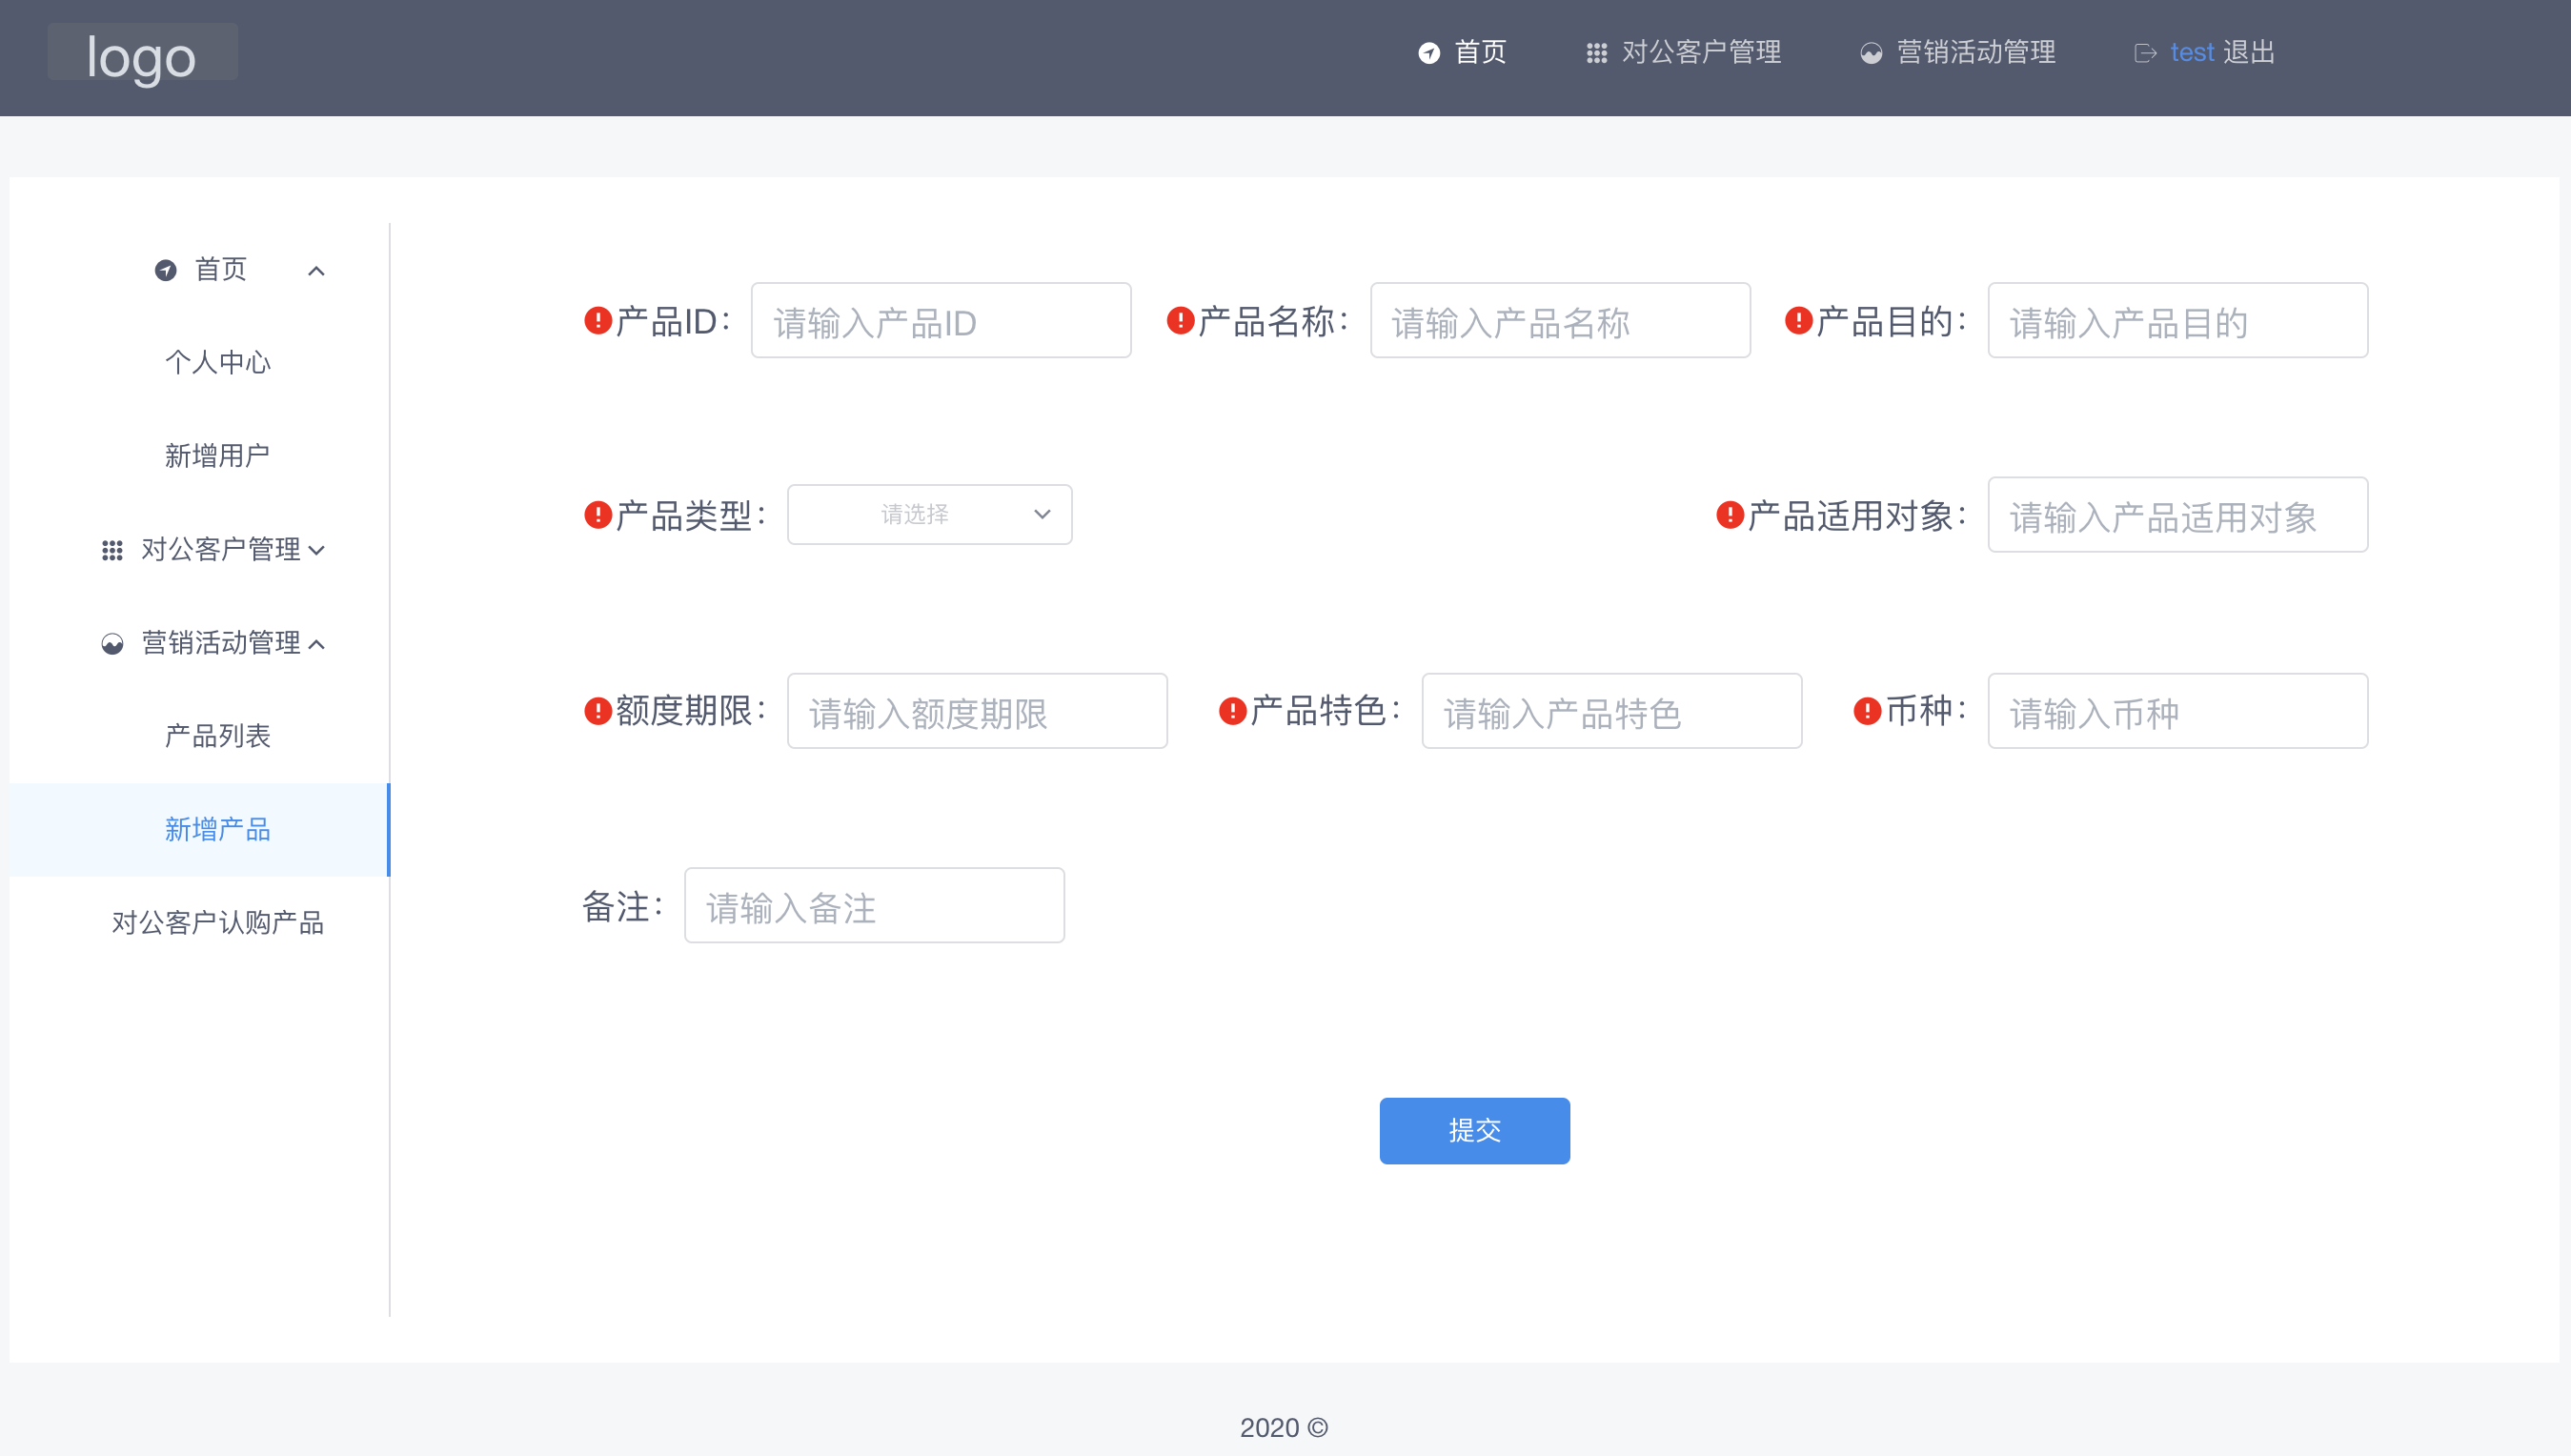 logo 首页 对公客户管理 营销活动管理 test 退出
首页
个人中心
新增用户
对公客户管理
营销活动管理
产品列表
新增产品
对公客户认购产品
产品ID： 请输入产品ID 产品名称： 请输入产品名称 产品目的： 请输入产品目的
产品类型： 请选择 产品适用对象： 请输入产品适用对象
额度期限： 请输入额度期限 产品特色： 请输入产品特色 币种： 请输入币种
备注： 请输入备注
提交
2020 ©